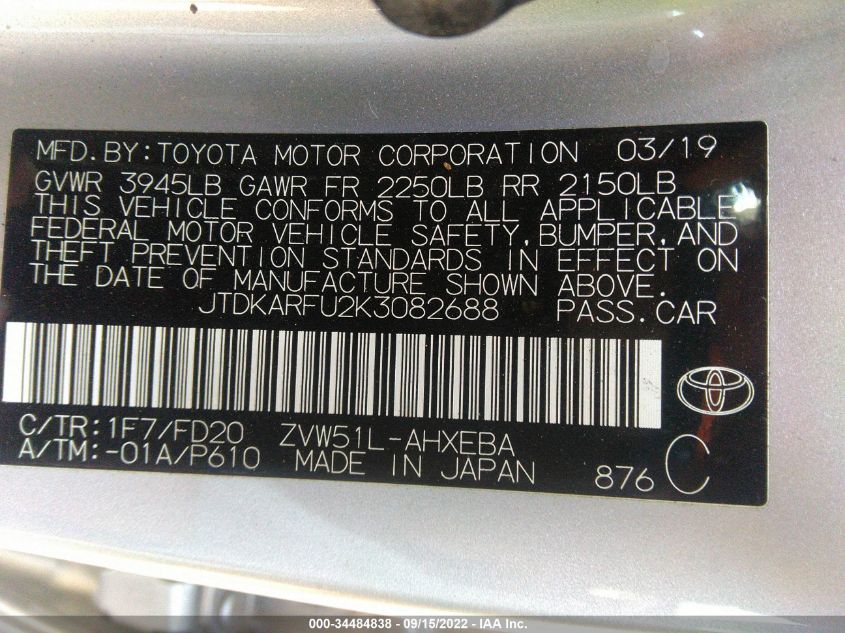 MFD.BY:TOYOTA MOTOR CORPORATION 03/19
GVWR 3945LB GAWR FR 2250LB RR 2150LB
THIS VEHICLE CONFORMS TO ALL APPLICABLE
FEDERAL MOTOR VEHICLE SAFETY,BUMPER,AND
THEFT PREVENTION STANDARDS IN EFFECT ON
THE DATE OF MANUFACTURE SHOWN ABOVE.
JTDKARFU2K3082688 PASS.CAR
C/TR:1F7/FD20 ZVW51L-AHXEBA
A/TM:-01A/P610 MADE IN JAPAN 876 C
000-34484838 - 09/15/2022 - IAA Inc.